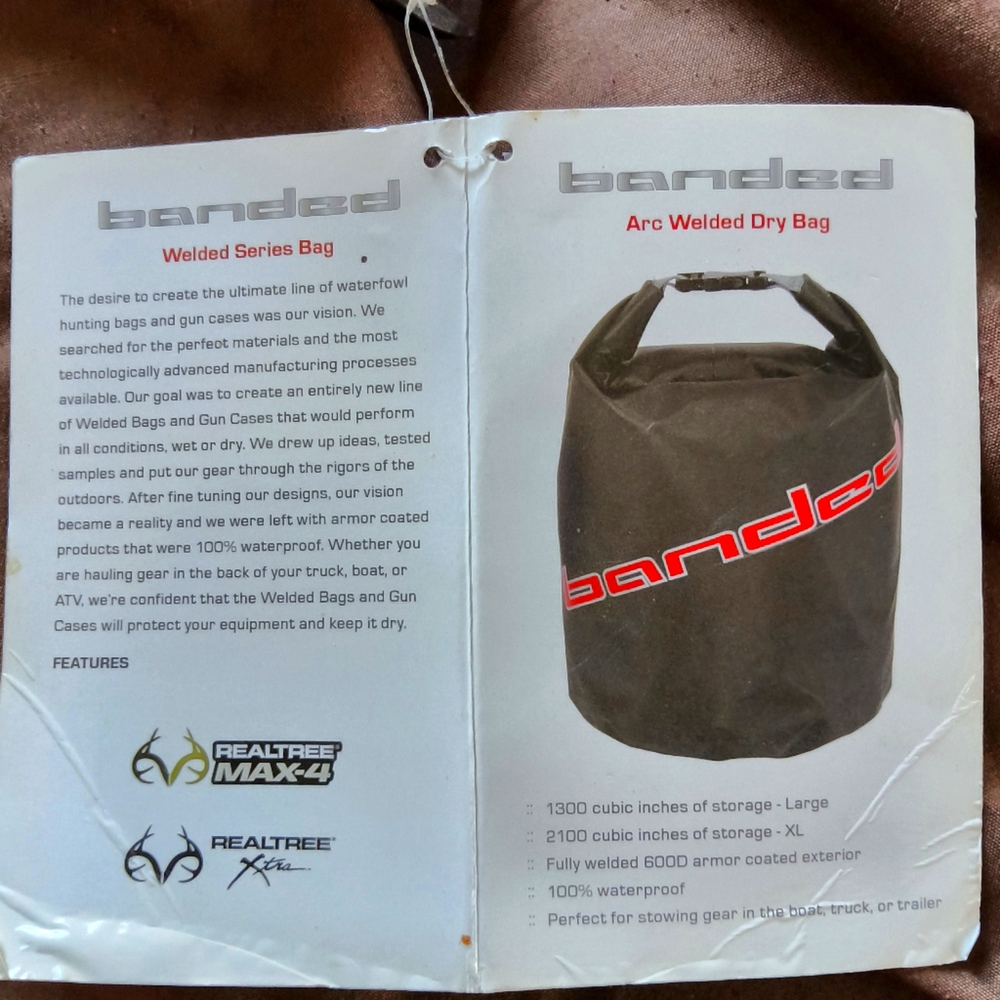 banded
Welded Series Bag
The desire to create the ultimate line of waterfowl
hunting bags and gun cases was our vision. We
searched for the perfect materials and the most
technologically advanced manufacturing processes
available. Our goal was to create an entirely new line
of Welded Bags and Gun Cases that would perform
in all conditions, wet or dry. We drew up ideas, tested
samples and put our gear through the rigors of the
outdoors. After fine tuning our designs, our vision
became a reality and we were left with armor coated
products that were 100% waterproof. Whether you
are hauling gear in the back of your truck, boat, or
ATV, we're confident that the Welded Bags and Gun
Cases will protect your equipment and keep it dry.
FEATURES
REALTREE®
MAX-4
REALTREE®
Xtra
banded
Arc Welded Dry Bag
banded
:: 1300 cubic inches of storage - Large
:: 2100 cubic inches of storage - XL
:: Fully welded 600D armor coated exterior
:: 100% waterproof
:: Perfect for stowing gear in the boat, truck, or trailer